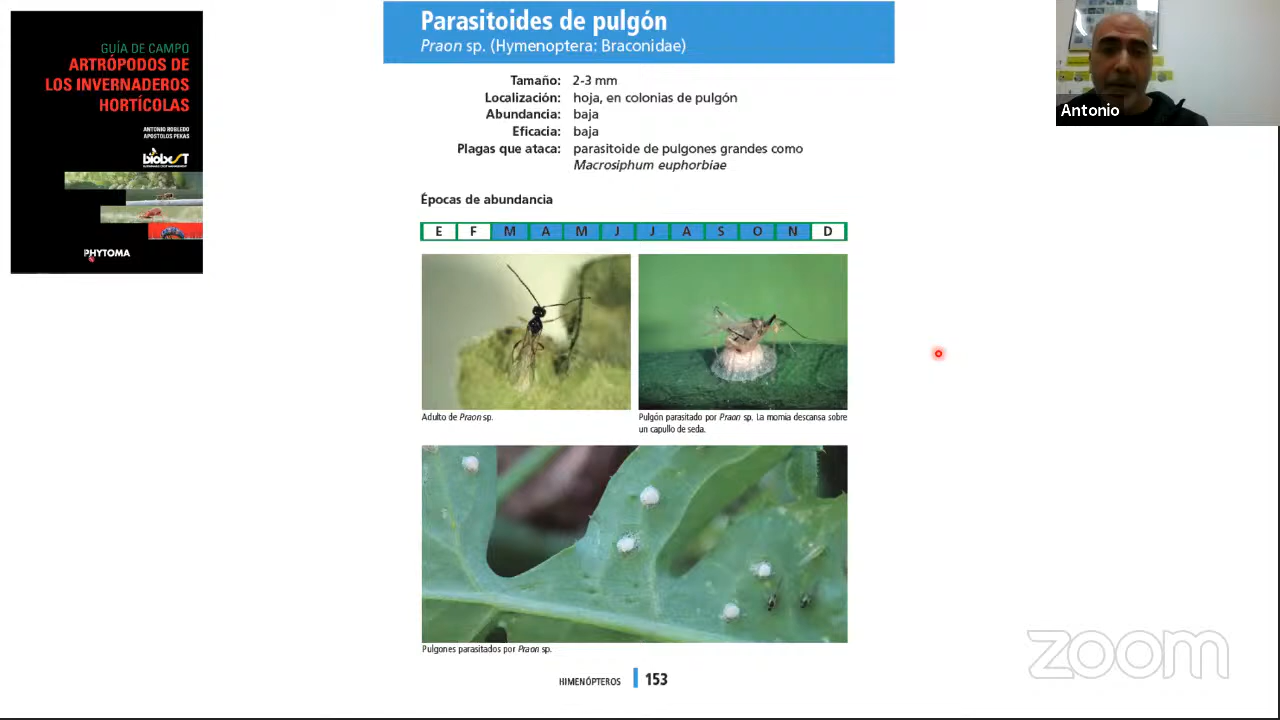 GUÍA DE CAMPO
ARTRÓPODOS DE
LOS INVERNADEROS
HORTÍCOLAS
ANTONIO ROBLEDO
APOSTOLOS PEKAS
biobest
PHYTOMA
Parasitoides de pulgón
Praon sp. (Hymenoptera: Braconidae)
Tamaño: 2-3 mm
Localización: hoja, en colonias de pulgón
Abundancia: baja
Eficacia: baja
Plagas que ataca: parasitoide de pulgones grandes como
Macrosiphum euphorbiae
Épocas de abundancia
E F M A M J J A S O N D
Adulto de Praon sp.
Pulgón parasitado por Praon sp. La momia descansa sobre
un capullo de seda.
Pulgones parasitados por Praon sp.
HIMENÓPTEROS 153
Antonio
zoom